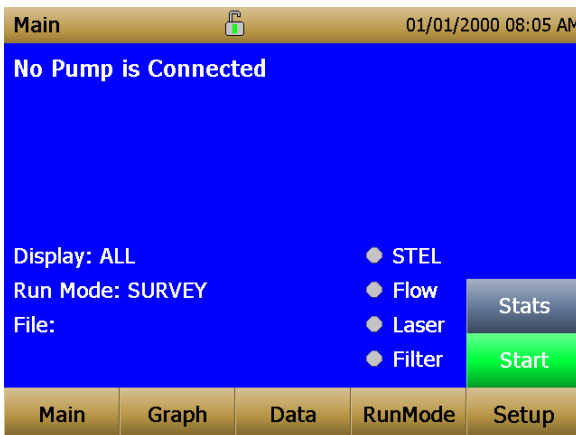 Main 01/01/2000 08:05 AM
No Pump is Connected
Display: ALL
STEL
Run Mode: SURVEY
Flow
Stats
File:
Laser
Filter
Start
Main Graph Data RunMode Setup